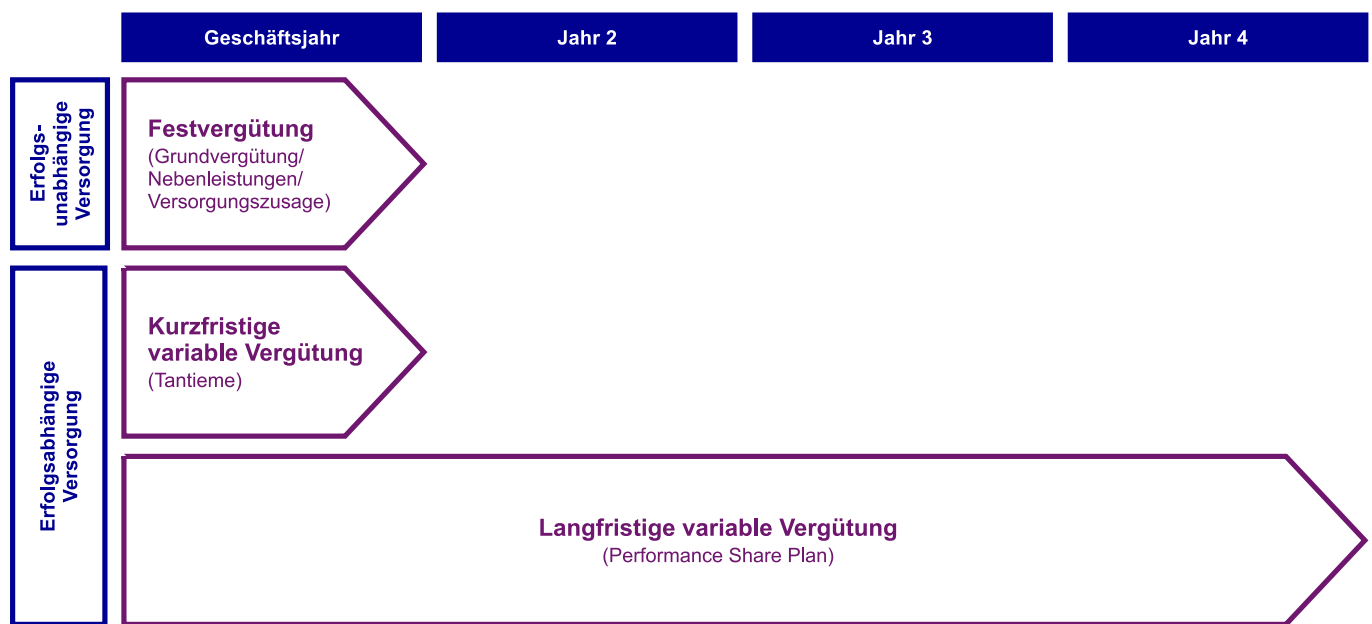 Geschäftsjahr
Jahr 2
Jahr 3
Jahr 4
Erfolgs-
unabhängige
Versorgung
Festvergütung
(Grundvergütung/
Nebenleistungen/
Versorgungszusage)
Erfolgsabhängige
Versorgung
Kurzfristige
variable Vergütung
(Tantieme)
Langfristige variable Vergütung
(Performance Share Plan)